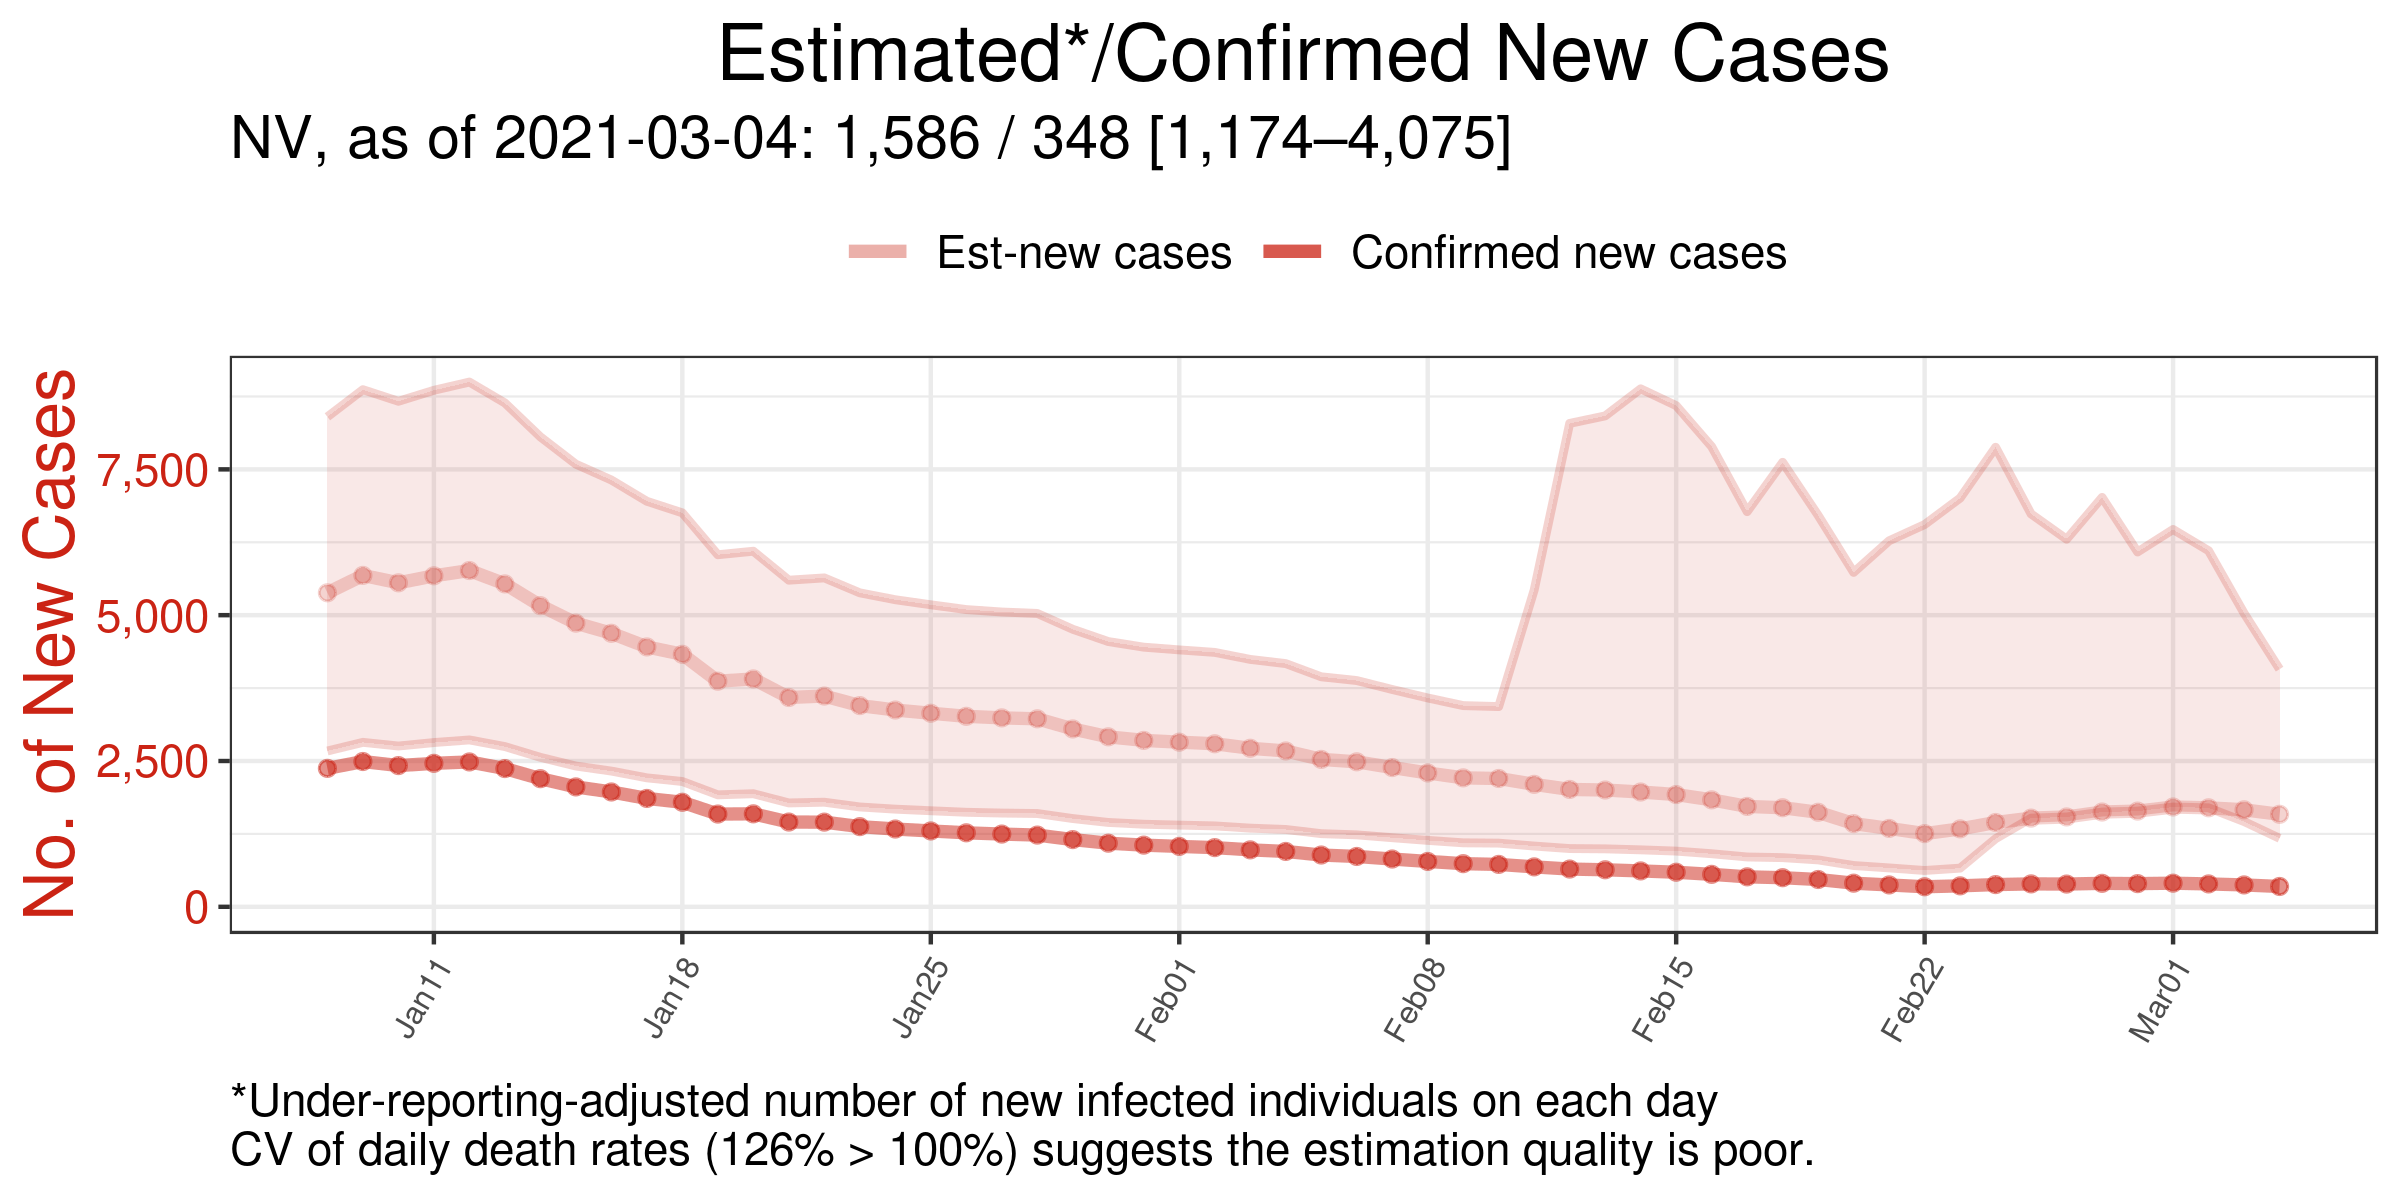 Estimated*/Confirmed New Cases
NV, as of 2021-03-04: 1,586 / 348 [1,174–4,075]
Est-new cases
Confirmed new cases
No. of New Cases
7,500
5,000
2,500
0
Jan11
Jan18
Jan25
Feb01
Feb08
Feb15
Feb22
Mar01
*Under-reporting-adjusted number of new infected individuals on each day
CV of daily death rates (126% > 100%) suggests the estimation quality is poor.